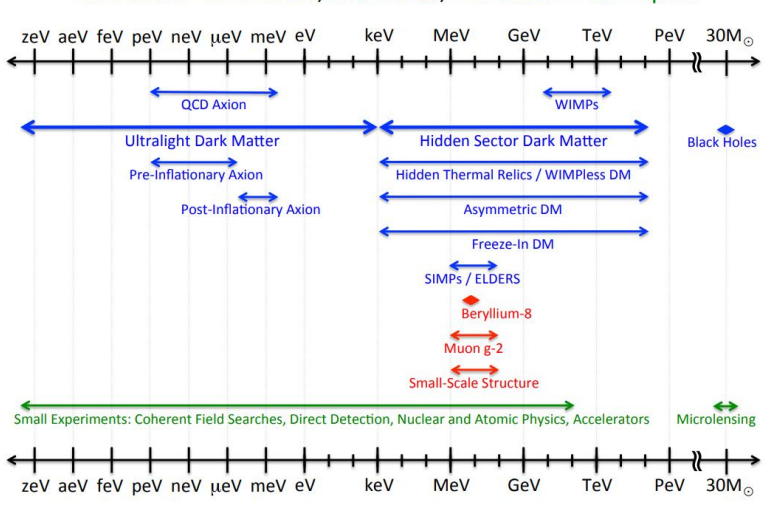 zeV aeV feV peV neV μeV meV eV keV MeV GeV TeV PeV 30M☉
QCD Axion WIMPs
Ultralight Dark Matter Hidden Sector Dark Matter Black Holes
Pre-Inflationary Axion Hidden Thermal Relics / WIMPless DM
Post-Inflationary Axion Asymmetric DM
Freeze-In DM
SIMPs / ELDERS
Beryllium-8
Muon g-2
Small-Scale Structure
Small Experiments: Coherent Field Searches, Direct Detection, Nuclear and Atomic Physics, Accelerators Microlensing
zeV aeV feV peV neV μeV meV eV keV MeV GeV TeV PeV 30M☉